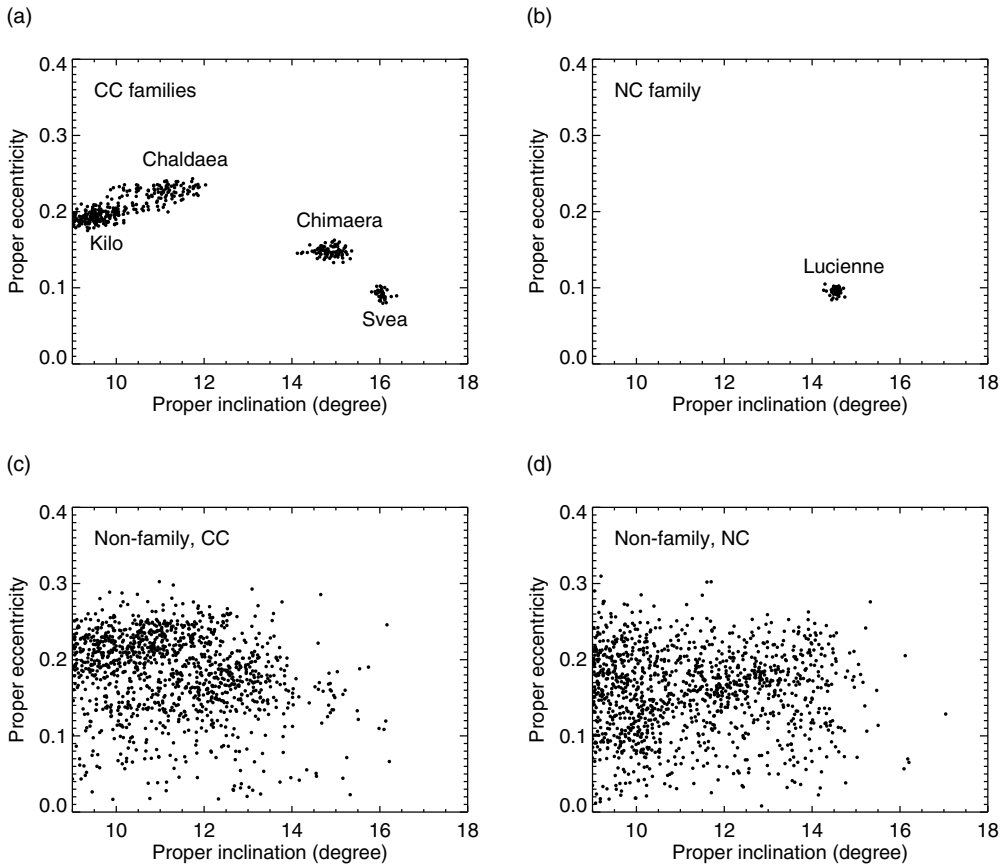 (a)
CC families
Chaldaea
Kilo
Chimaera
Svea
0.4
0.3
0.2
0.1
0.0
Proper eccentricity
10 12 14 16 18
Proper inclination (degree)
(b)
NC family
Lucienne
0.4
0.3
0.2
0.1
0.0
Proper eccentricity
10 12 14 16 18
Proper inclination (degree)
(c)
Non-family, CC
0.4
0.3
0.2
0.1
0.0
Proper eccentricity
10 12 14 16 18
Proper inclination (degree)
(d)
Non-family, NC
0.4
0.3
0.2
0.1
0.0
Proper eccentricity
10 12 14 16 18
Proper inclination (degree)